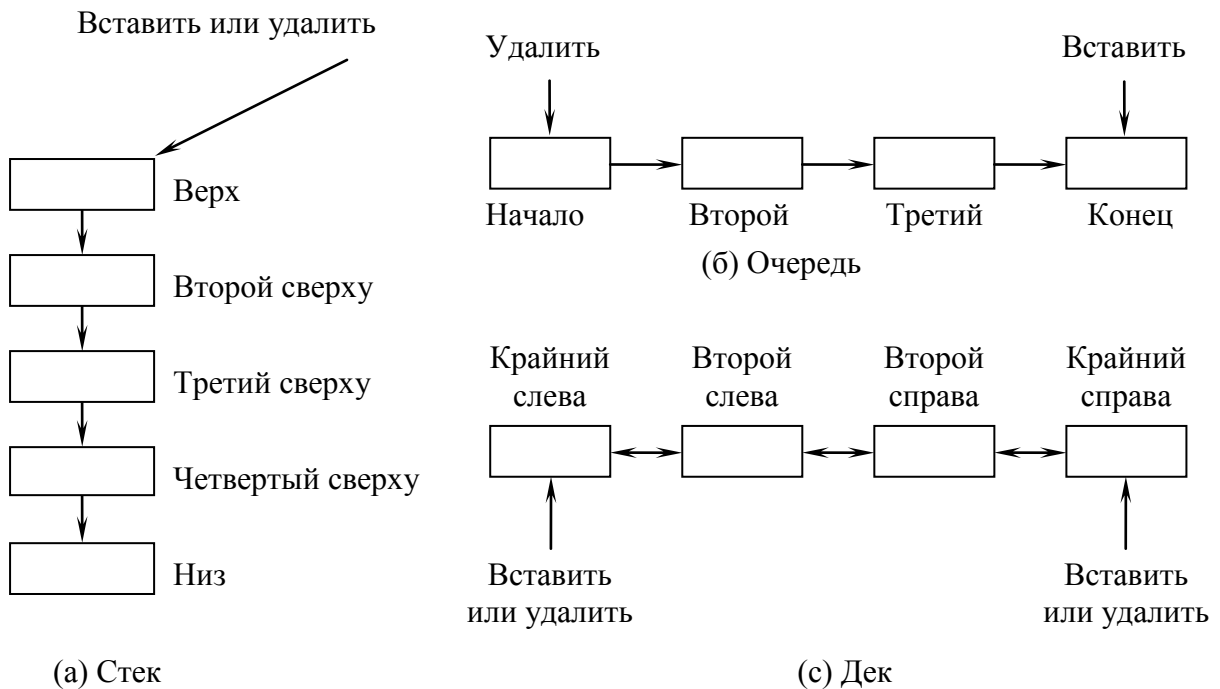 Вставить или удалить
Верх
Второй сверху
Третий сверху
Четвертый сверху
Низ
(а) Стек
Удалить
Вставить
Начало
Второй
Третий
Конец
(б) Очередь
Крайний
слева
Второй
слева
Второй
справа
Крайний
справа
Вставить
или удалить
Вставить
или удалить
(с) Дек